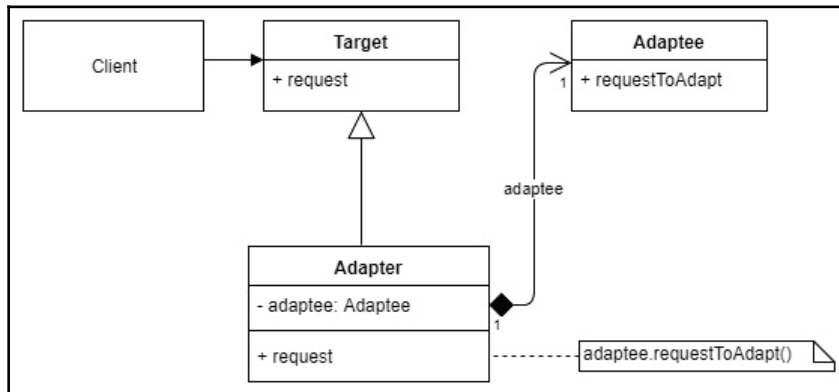 Client
Target
+ request
Adaptee
+ requestToAdapt
1
adaptee
Adapter
- adaptee: Adaptee
1
+ request
adaptee.requestToAdapt()